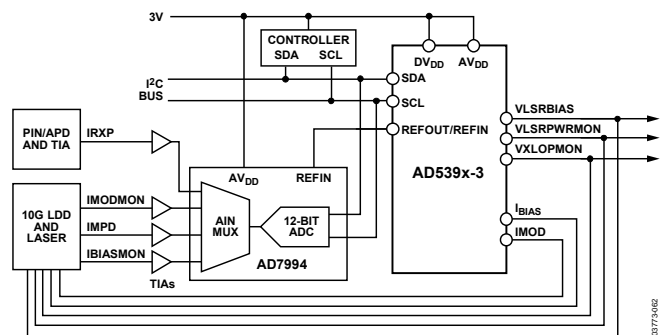 3V
CONTROLLER
SDA SCL
I²C
BUS
DVDD AVDD
SDA
SCL
REFOUT/REFIN
AD539x-3
VLSRBIAS
VLSRPWRMON
VXLOPMON
IBIAS
IMOD
PIN/APD
AND TIA
IRXP
AVDD REFIN
10G LDD
AND
LASER
IMODMON
IMPD
IBIASMON
TIAs
AIN
MUX
12-BIT
ADC
AD7994
03773-062